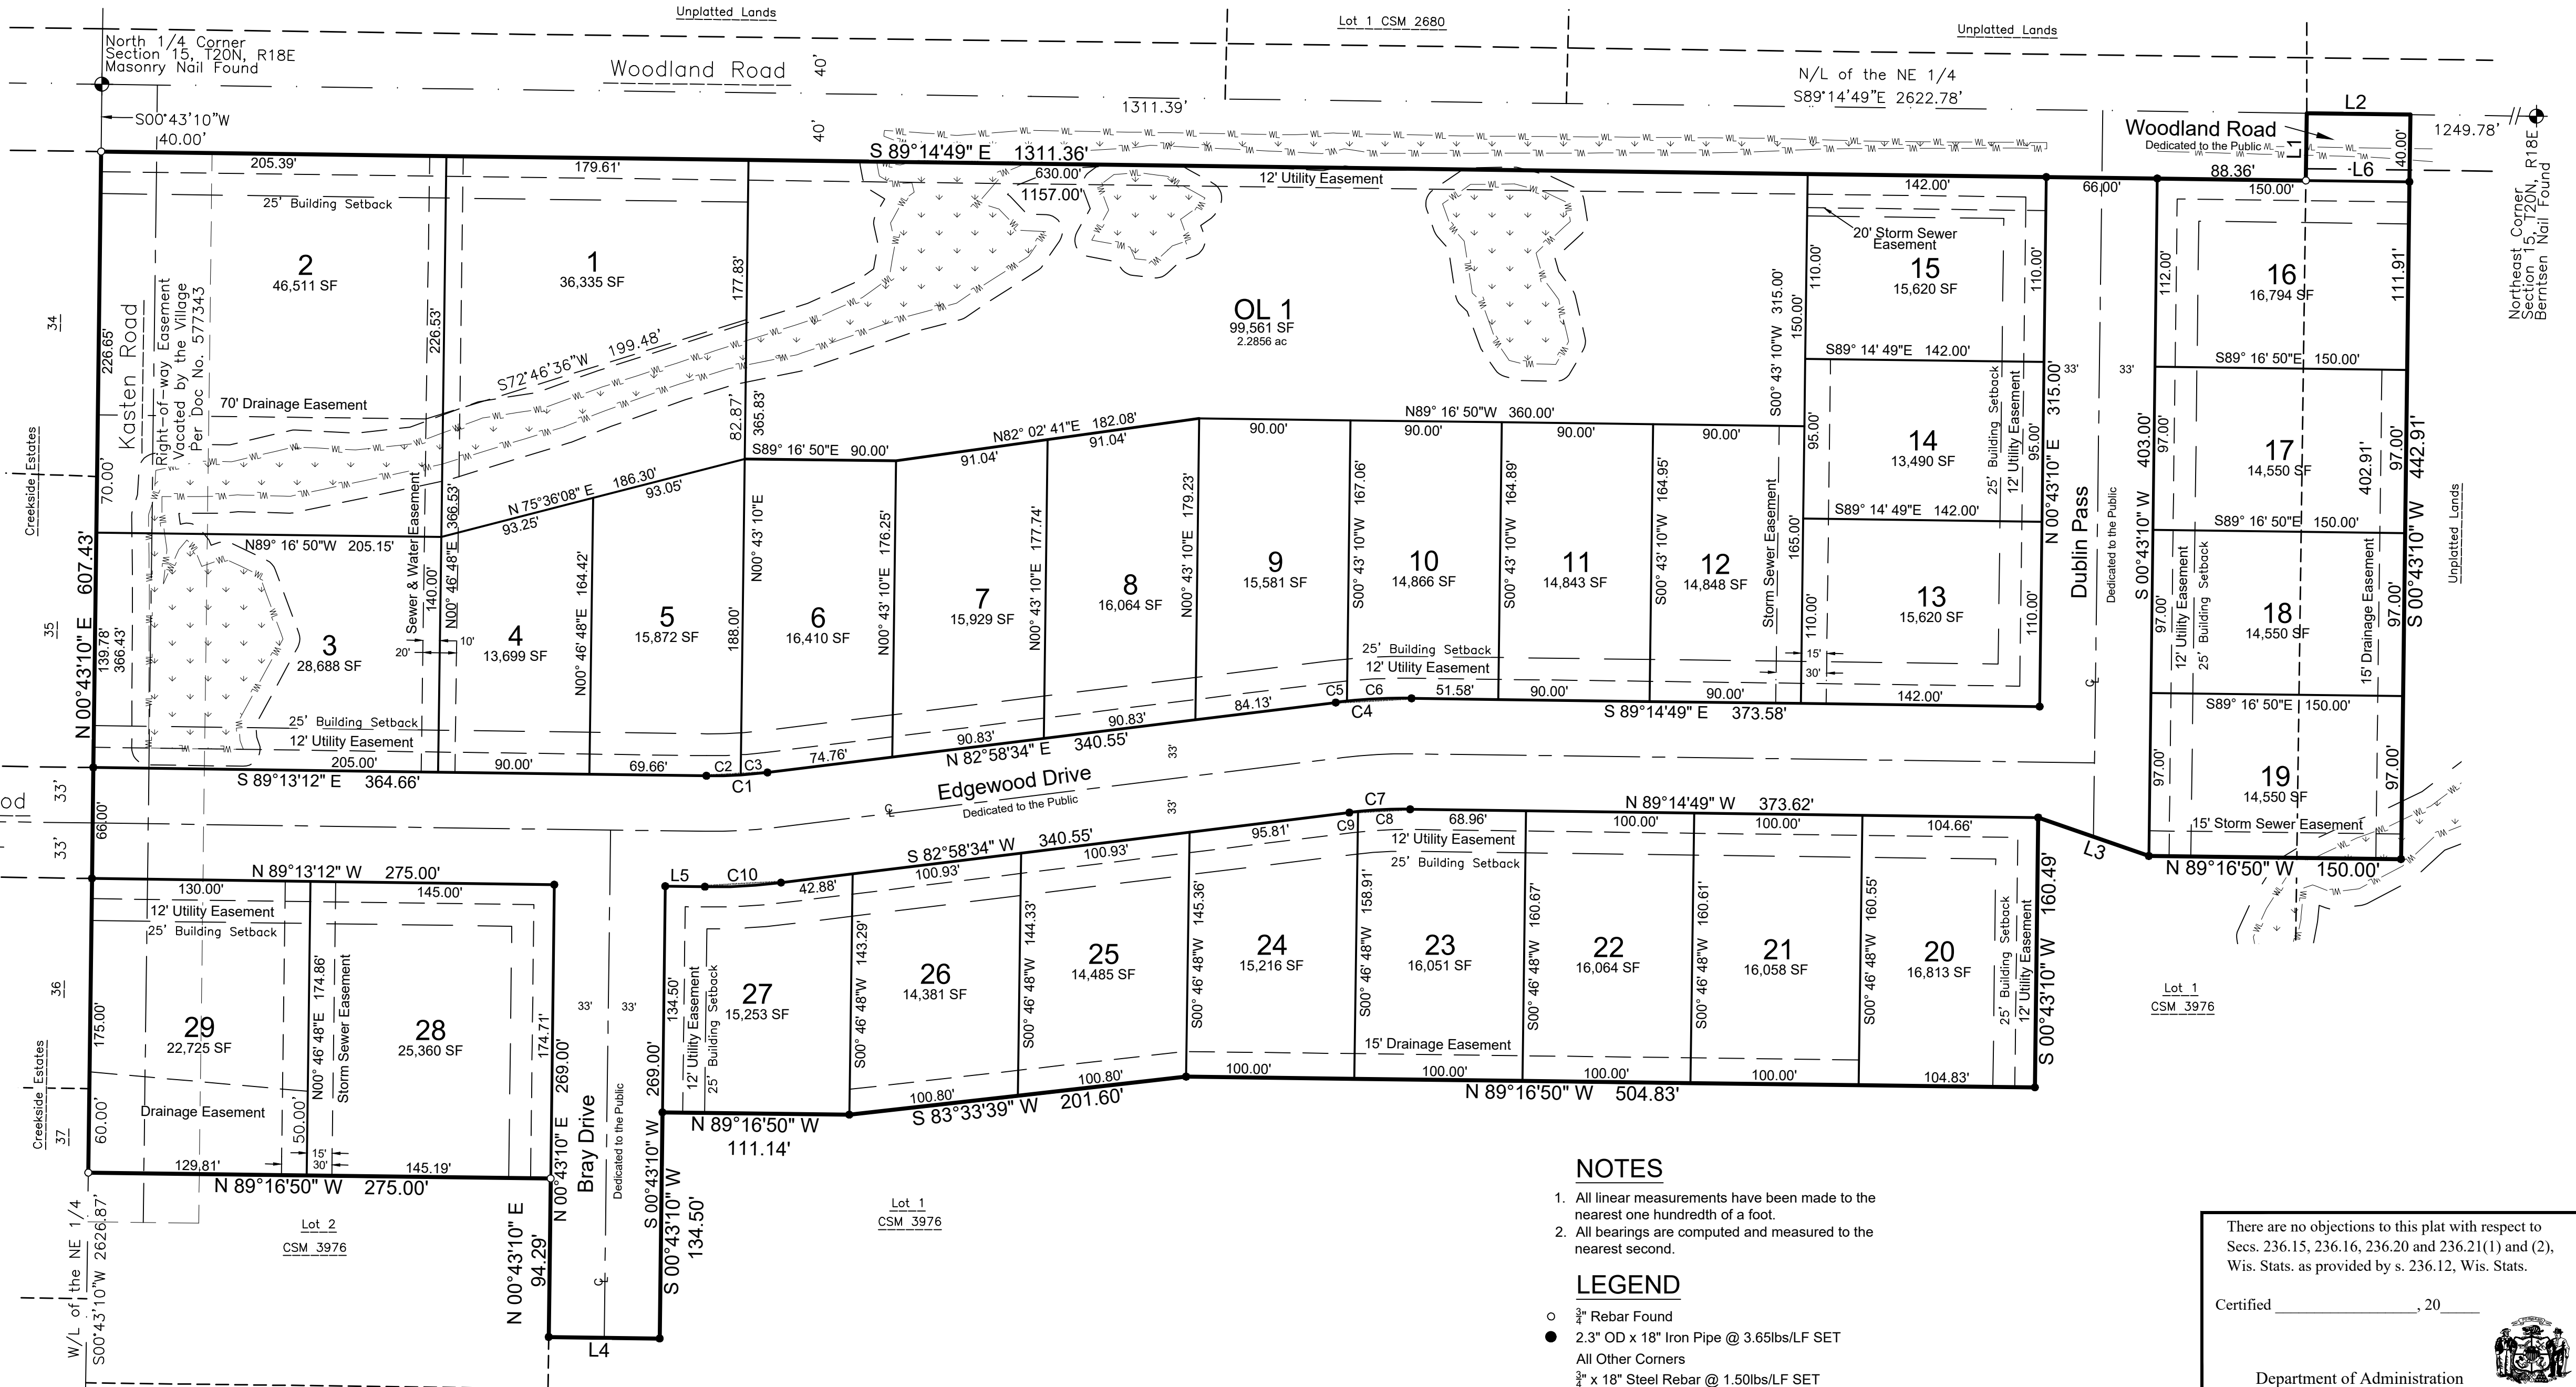 Unplatted Lands
Lot 1 CSM 2680
Unplatted Lands
North 1/4 Corner
Section 15, T20N, R18E
Masonry Nail Found
Woodland Road
40'
40'
N/L of the NE 1/4
S89°14'49"E 2622.78'
1311.39'
S00°43'10"W
40.00'
L2
1249.78'
Woodland Road
Dedicated to the Public
L1
40.00'
L6
88.36'
150.00'
Northeast Corner
Section 15, T20N, R18E
Berntsen Nail Found
S 89°14'49" E 1311.36'
630.00'
1157.00'
12' Utility Easement
205.39'
179.61'
142.00'
66.00'
25' Building Setback
2
46,511 SF
1
36,335 SF
OL 1
99,561 SF
2.2856 ac
20' Storm Sewer
Easement
15
15,620 SF
16
16,794 SF
34
226.65'
Kasten Road
Right-of-way Easement
Vacated by the Village
Per Doc No. 577343
226.53'
177.83'
S72°46'36"W 199.48'
82.87'
365.83'
S00° 43' 10"W 315.00'
110.00'
150.00'
110.00'
112.00'
111.91'
S89° 14' 49"E 142.00'
S89° 16' 50"E 150.00'
33'
33'
70' Drainage Easement
70.00'
Creekside Estates
S89° 16' 50"E 90.00'
N82° 02' 41"E 182.08'
91.04'
91.04'
N89° 16' 50"W 360.00'
90.00'
90.00'
90.00'
90.00'
95.00'
14
13,490 SF
25' Building Setback
12' Utility Easement
95.00'
N 00°43'10" E 315.00'
Dublin Pass
Dedicated to the Public
S 00°43'10" W 403.00'
97.00'
17
14,550 SF
402.91'
97.00'
S 00°43'10" W 442.91'
Unplatted Lands
N 75°36'08" E 186.30'
93.25'
93.05'
N89° 16' 50"W 205.15'
Sewer & Water Easement
140.00'
N00° 46' 48"E 366.53'
20'
10'
N 00°43'10" E 607.43'
35
139.78'
366.43'
3
28,688 SF
4
13,699 SF
N00° 46' 48"E 164.42'
5
15,872 SF
188.00'
N00° 43' 10"E
6
16,410 SF
N00° 43' 10"E 176.25'
7
15,929 SF
N00° 43' 10"E 177.74'
8
16,064 SF
N00° 43' 10"E 179.23'
9
15,581 SF
S00° 43' 10"W 167.06'
10
14,866 SF
S00° 43' 10"W 164.89'
11
14,843 SF
S00° 43' 10"W 164.95'
12
14,848 SF
Storm Sewer Easement
165.00'
110.00'
15'
30'
S89° 14' 49"E 142.00'
13
15,620 SF
110.00'
S89° 16' 50"E 150.00'
97.00'
12' Utility Easement
25' Building Setback
18
14,550 SF
15' Drainage Easement
97.00'
S89° 16' 50"E 150.00'
97.00'
19
14,550 SF
97.00'
15' Storm Sewer Easement
N 89°16'50" W 150.00'
25' Building Setback
12' Utility Easement
205.00'
90.00'
69.66'
C2
C3
C1
S 89°13'12" E 364.66'
74.76'
90.83'
90.83'
84.13'
N 82°58'34" E 340.55'
25' Building Setback
12' Utility Easement
C5
C6
C4
51.58'
90.00'
90.00'
142.00'
S 89°14'49" E 373.58'
Edgewood Drive
Dedicated to the Public
33'
33'
od
33'
33'
66.00'
N 89°13'12" W 275.00'
130.00'
145.00'
12' Utility Easement
25' Building Setback
L5
C10
42.88'
100.93'
100.93'
95.81'
S 82°58'34" W 340.55'
C7
C9
C8
68.96'
100.00'
100.00'
104.66'
N 89°14'49" W 373.62'
12' Utility Easement
25' Building Setback
L3
36
175.00'
29
22,725 SF
N00° 46' 48"E 174.86'
Storm Sewer Easement
28
25,360 SF
174.71'
N 00°43'10" E 269.00'
33'
33'
Bray Drive
Dedicated to the Public
S 00°43'10" W 269.00'
134.50'
12' Utility Easement
25' Building Setback
27
15,253 SF
S00° 46' 48"W 143.29'
26
14,381 SF
S00° 46' 48"W 144.33'
25
14,485 SF
S00° 46' 48"W 145.36'
24
15,216 SF
S00° 46' 48"W 158.91'
23
16,051 SF
S00° 46' 48"W 160.67'
22
16,064 SF
S00° 46' 48"W 160.61'
21
16,058 SF
S00° 46' 48"W 160.55'
20
16,813 SF
25' Building Setback
12' Utility Easement
S 00°43'10" W 160.49'
Lot 1
CSM 3976
Creekside Estates
37
60.00'
Drainage Easement
50.00'
15'
30'
129.81'
145.19'
N 89°16'50" W 275.00'
N 89°16'50" W
111.14'
100.80'
100.80'
S 83°33'39" W 201.60'
15' Drainage Easement
100.00'
100.00'
100.00'
100.00'
104.83'
N 89°16'50" W 504.83'
W/L of the NE 1/4
S00°43'10"W 2626.87'
Lot 2
CSM 3976
N 00°43'10" E
94.29'
S 00°43'10" W
134.50'
L4
Lot 1
CSM 3976
NOTES
1. All linear measurements have been made to the
nearest one hundredth of a foot.
2. All bearings are computed and measured to the
nearest second.
LEGEND
3/4" Rebar Found
2.3" OD x 18" Iron Pipe @ 3.65lbs/LF SET
All Other Corners
3/4" x 18" Steel Rebar @ 1.50lbs/LF SET
There are no objections to this plat with respect to
Secs. 236.15, 236.16, 236.20 and 236.21(1) and (2),
Wis. Stats. as provided by s. 236.12, Wis. Stats.
Certified __________________, 20_____
Department of Administration